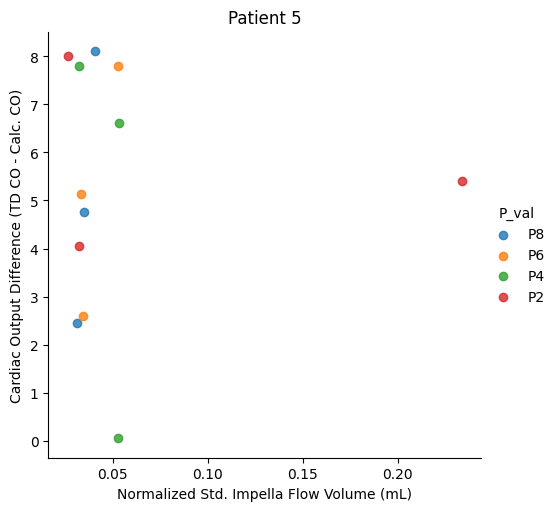 Patient 5
Cardiac Output Difference (TD CO - Calc. CO)
8
7
6
5
4
3
2
1
0
0.05
0.10
0.15
0.20
Normalized Std. Impella Flow Volume (mL)
P_val
P8
P6
P4
P2